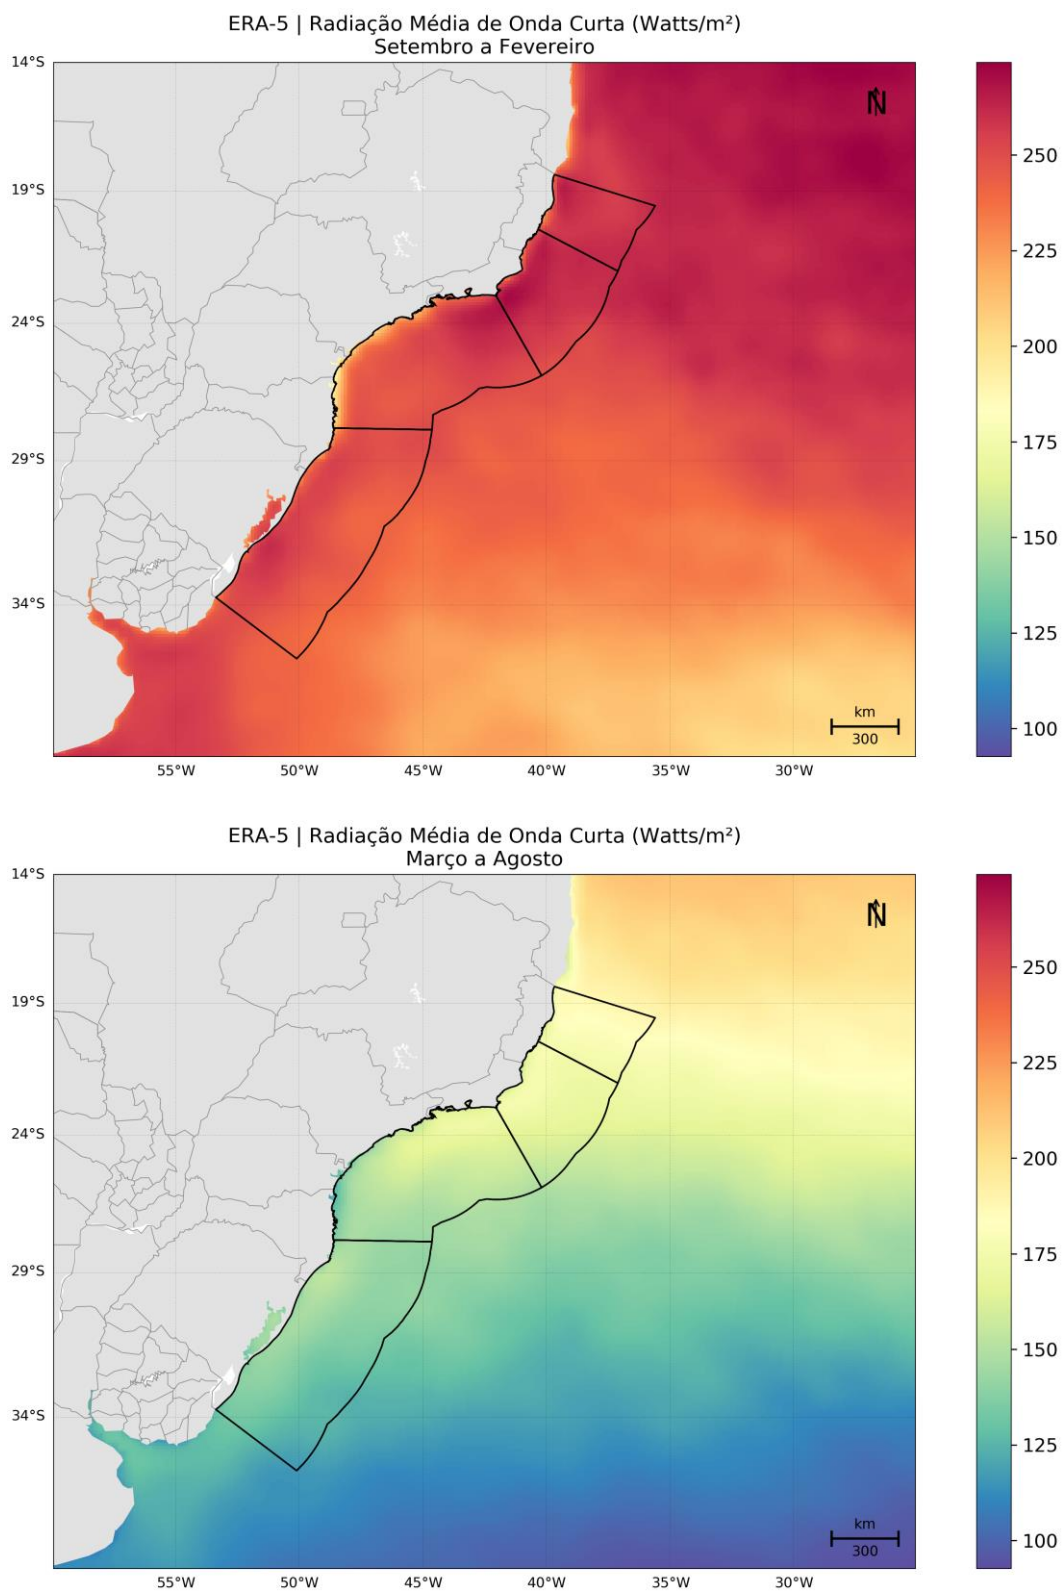 ERA-5 | Radiação Média de Onda Curta (Watts/m²)
Setembro a Fevereiro
14°S
19°S
24°S
29°S
34°S
N
km
300
55°W
50°W
45°W
40°W
35°W
30°W
250
225
200
175
150
125
100
ERA-5 | Radiação Média de Onda Curta (Watts/m²)
Março a Agosto
14°S
19°S
24°S
29°S
34°S
N
km
300
55°W
50°W
45°W
40°W
35°W
30°W
250
225
200
175
150
125
100